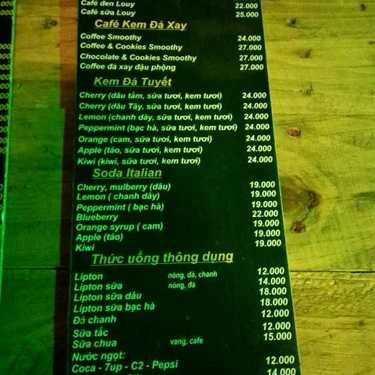 Café đen Louy 22.000
Café sữa Louy 25.000
Café Kem Đá Xay
Coffee Smoothy 24.000
Coffee & Cookies Smoothy 24.000
Chocolate & Cookies Smoothy 24.000
Coffee đá xay đậu phộng 27.000
Kem Đá Tuyết
Cherry (dâu tằm, sữa tươi, kem tươi) 24.000
Cherry (dâu Tây, sữa tươi, kem tươi) 24.000
Lemon (chanh dây, sữa tươi, kem tươi) 24.000
Peppermint (bạc hà, sữa tươi, kem tươi) 24.000
Orange (cam, sữa tươi, kem tươi) 24.000
Apple (táo, sữa tươi, kem tươi) 24.000
Kiwi (kiwi, sữa tươi, kem tươi) 24.000
Soda Italian
Cherry, mulberry (dâu) 19.000
Lemon ( chanh dây) 19.000
Peppermint ( bạc hà) 19.000
Blueberry 22.000
Orange syrup ( cam) 19.000
Apple (táo) 19.000
Kiwi 19.000
Thức uống thông dụng
Lipton nóng, đá, chanh 12.000
Lipton sữa nóng, đá 14.000
Lipton sữa dâu 18.000
Lipton sữa bạc hà 18.000
Đá chanh 12.000
Sữa tắc 12.000
Sữa chua vang, cafe 15.000
Nước ngọt:
Coca - 7up - C2 - Pepsi 12.000
14.000